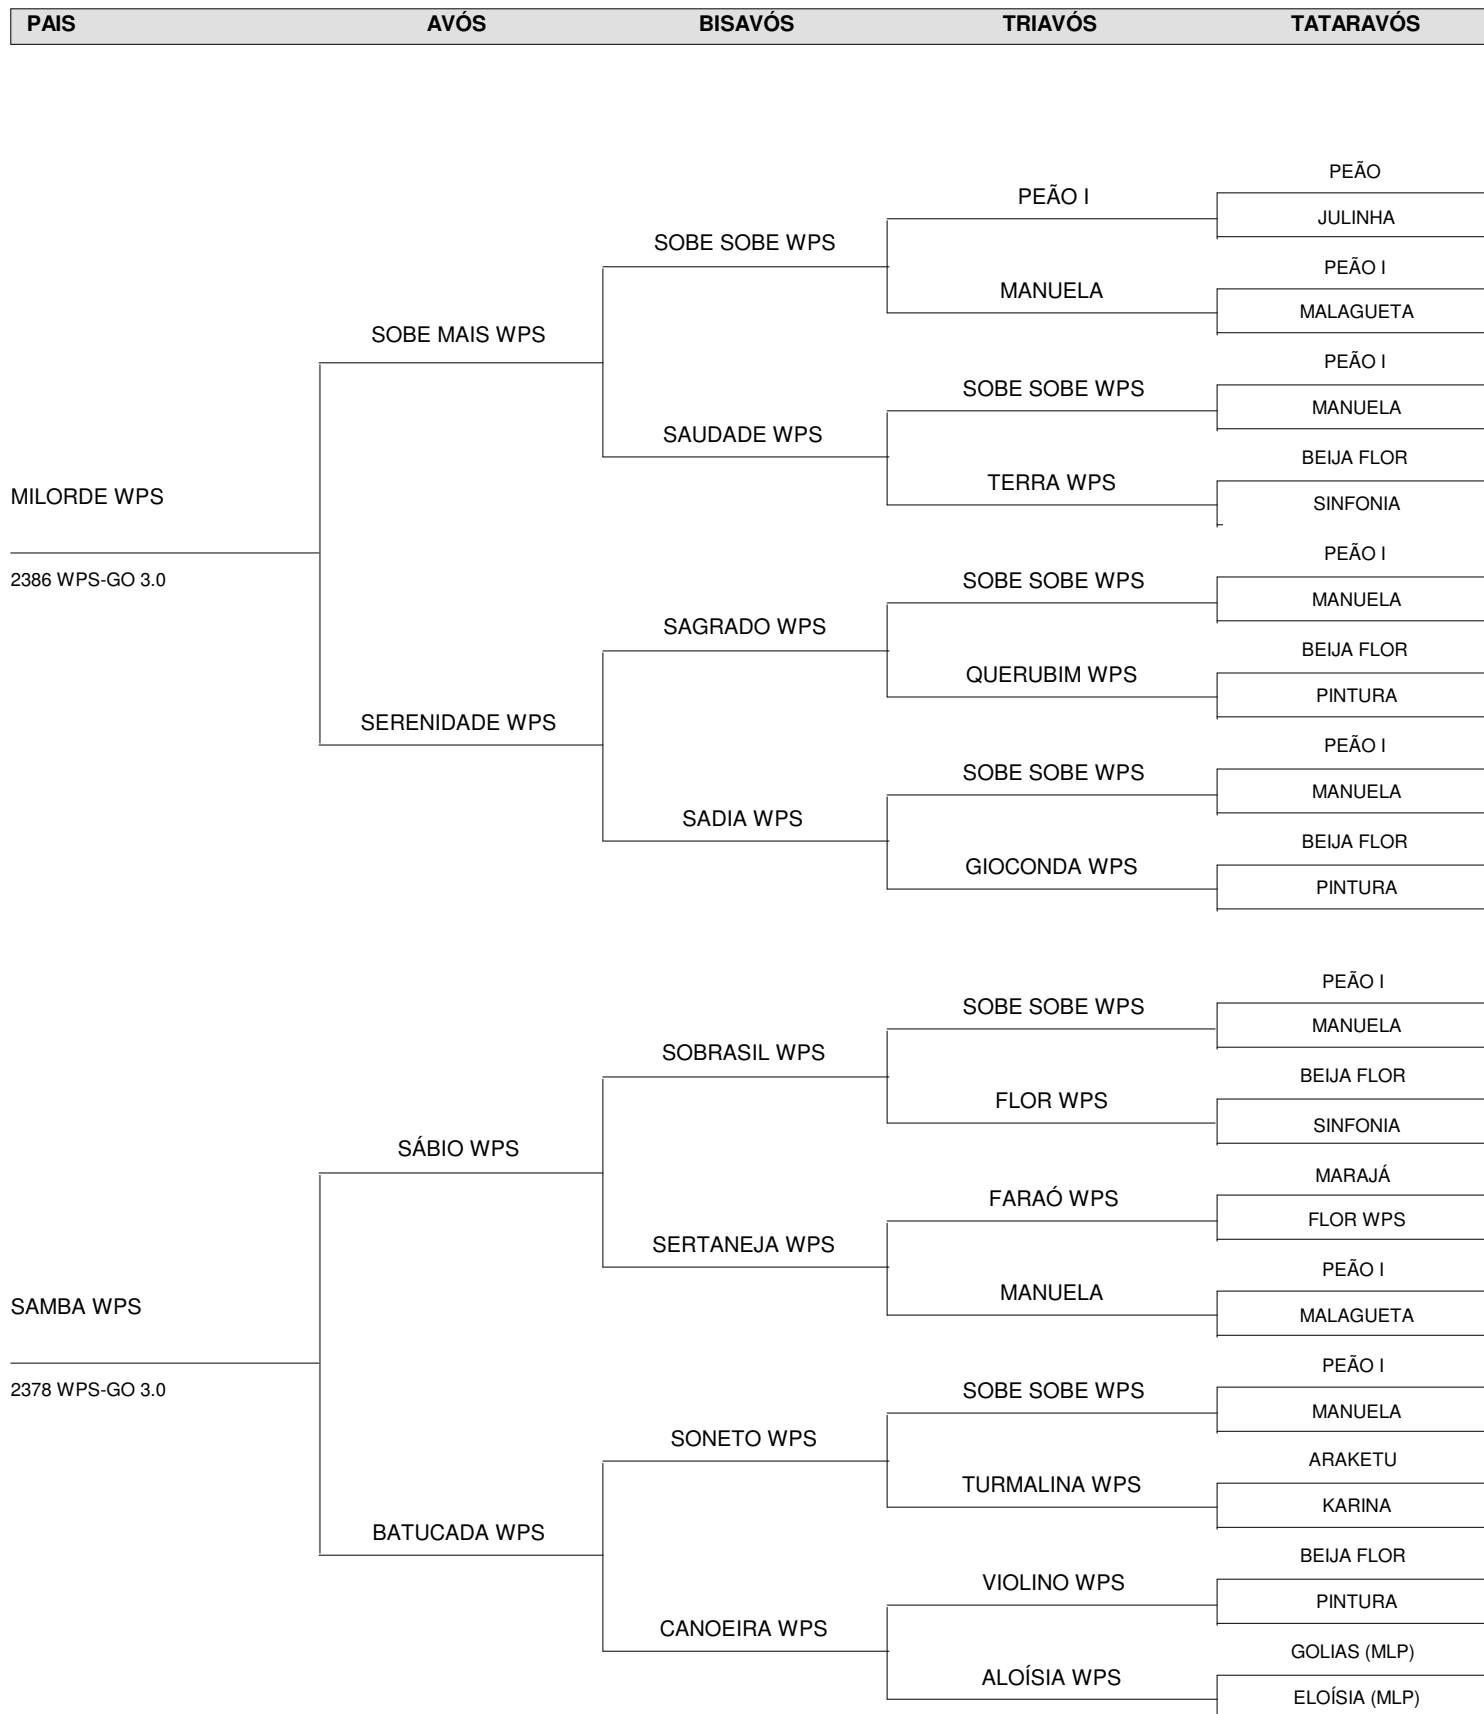 PAIS AVÓS BISAVÓS TRIAVÓS TATARAVÓS
PEÃO
PEÃO I
JULINHA
SOBE SOBE WPS
PEÃO I
MANUELA
MALAGUETA
SOBE MAIS WPS
PEÃO I
SOBE SOBE WPS
MANUELA
SAUDADE WPS
BEIJA FLOR
TERRA WPS
SINFONIA
MILORDE WPS
2386 WPS-GO 3.0
PEÃO I
SOBE SOBE WPS
MANUELA
SAGRADO WPS
BEIJA FLOR
QUERUBIM WPS
PINTURA
SERENIDADE WPS
PEÃO I
SOBE SOBE WPS
MANUELA
SADIA WPS
BEIJA FLOR
GIOCONDA WPS
PINTURA
PEÃO I
SOBE SOBE WPS
MANUELA
SOBRASIL WPS
BEIJA FLOR
FLOR WPS
SINFONIA
SÁBIO WPS
MARAJÁ
FARAÓ WPS
FLOR WPS
SERTANEJA WPS
PEÃO I
MANUELA
MALAGUETA
SAMBA WPS
2378 WPS-GO 3.0
PEÃO I
SOBE SOBE WPS
MANUELA
SONETO WPS
ARAKETU
TURMALINA WPS
KARINA
BATUCADA WPS
BEIJA FLOR
VIOLINO WPS
PINTURA
CANOEIRA WPS
GOLIAS (MLP)
ALOÍSIA WPS
ELOÍSIA (MLP)